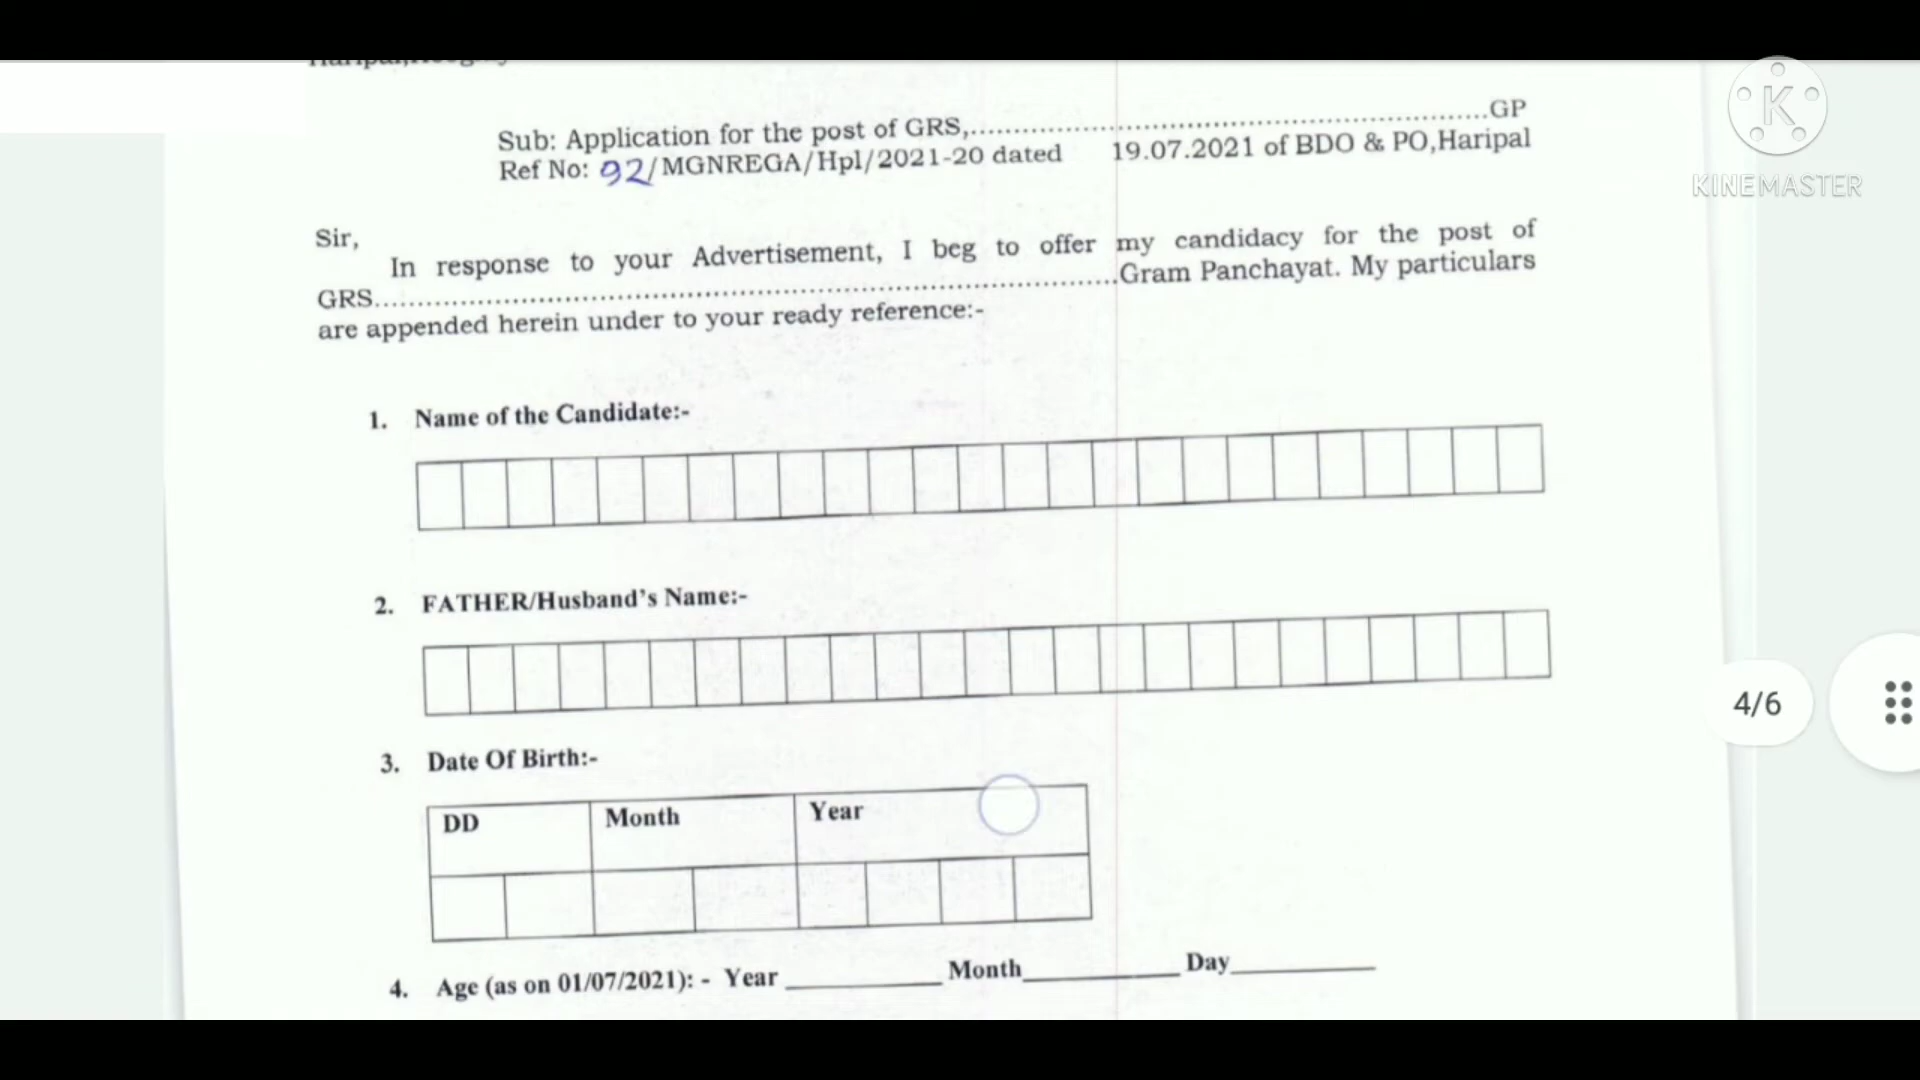 Sub: Application for the post of GRS,..........................................................GP
Ref No: 92/MGNREGA/Hpl/2021-20 dated 19.07.2021 of BDO & PO,Haripal
KINEMASTER
Sir,
In response to your Advertisement, I beg to offer my candidacy for the post of
GRS....................................................................................Gram Panchayat. My particulars
are appended herein under to your ready reference:-
1. Name of the Candidate:-
2. FATHER/Husband's Name:-
4/6
3. Date Of Birth:-
DD Month Year
4. Age (as on 01/07/2021): - Year ____________ Month____________ Day___________